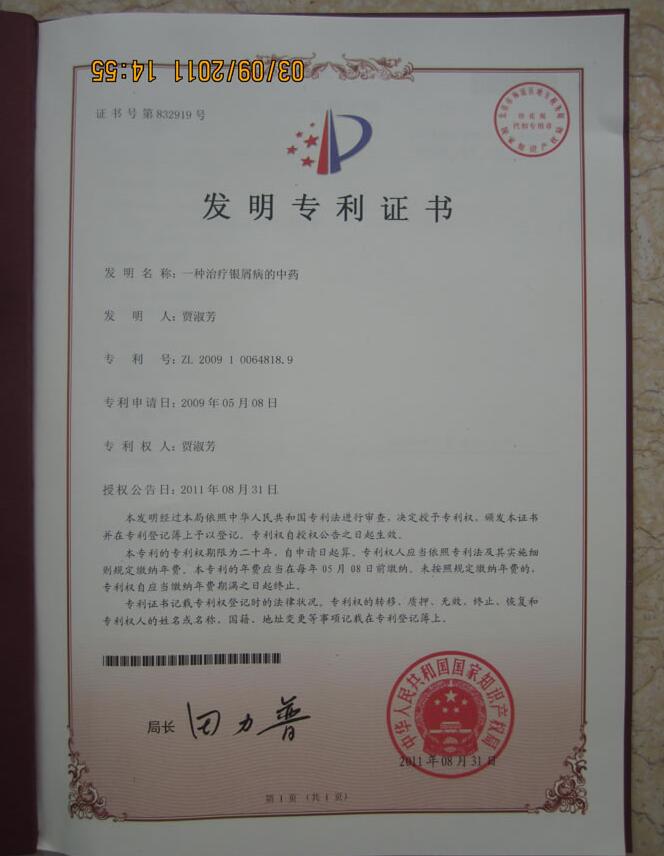 03/09/2011 14:55
证书号第832919号
发明专利证书
发明名称：一种治疗银屑病的中药
发明人：贾淑芳
专利号：ZL 2009 1 0064818.9
专利申请日：2009年05月08日
专利权人：贾淑芳
授权公告日：2011年08月31日
本发明经过本局依照中华人民共和国专利法进行审查，决定授予专利权，颁发本证书
并在专利登记簿上予以登记。专利权自授权公告之日起生效。
本专利的专利权期限为二十年，自申请日起算。专利权人应当依照专利法及其实施细
则规定缴纳年费。本专利的年费应当在每年05月08日前缴纳。未按照规定缴纳年费的，
专利权自应当缴纳年费期满之日起终止。
专利证书记载专利权登记时的法律状况。专利权的转移、质押、无效、终止、恢复和
专利权人的姓名或名称、国籍、地址变更等事项记载在专利登记簿上。
局长 田力普
中华人民共和国国家知识产权局
2011年08月31日
第1页（共1页）